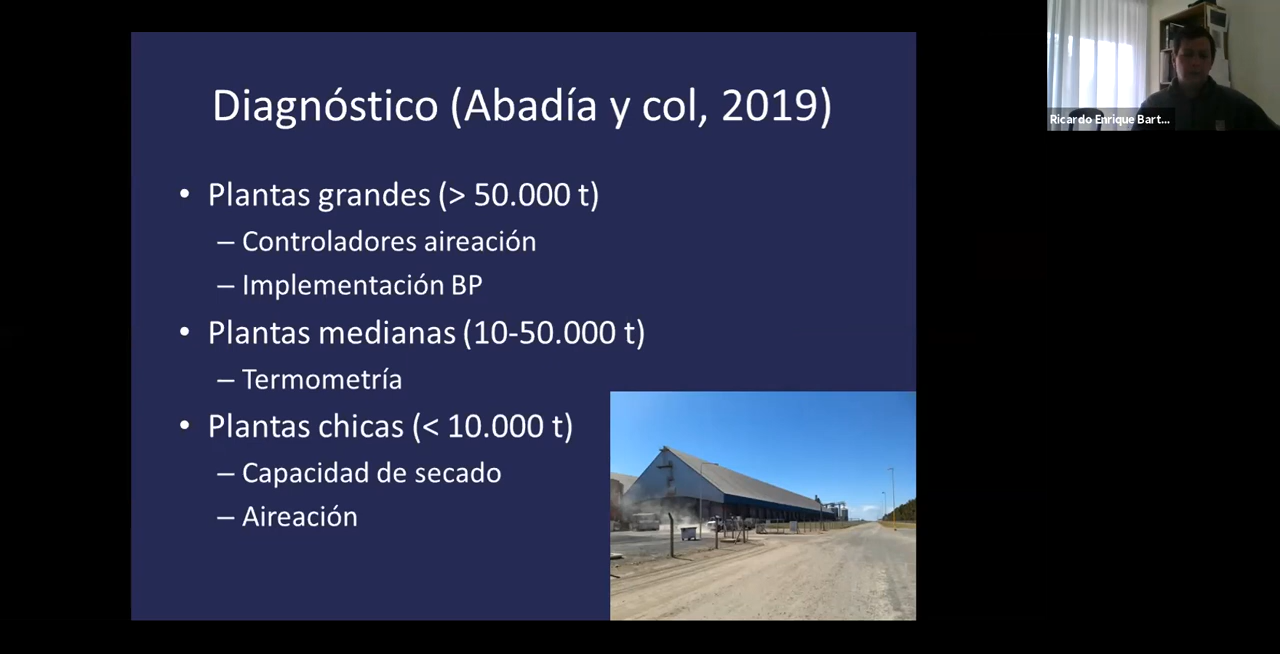 Diagnóstico (Abadía y col, 2019)
• Plantas grandes (> 50.000 t)
– Controladores aireación
– Implementación BP
• Plantas medianas (10-50.000 t)
– Termometría
• Plantas chicas (< 10.000 t)
– Capacidad de secado
– Aireación
Ricardo Enrique Bart...